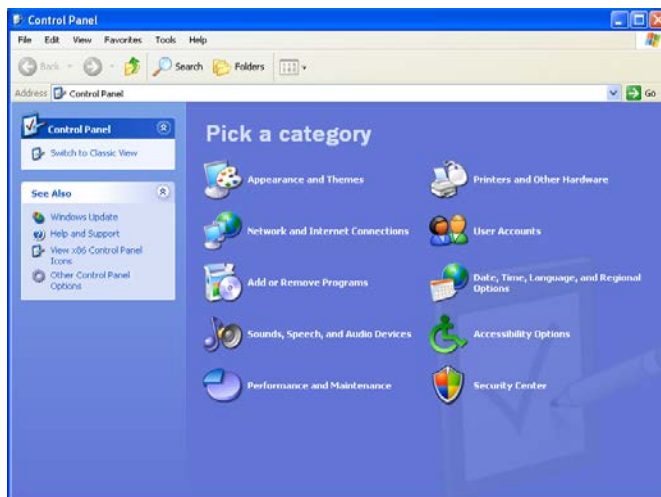 Control Panel
File Edit View Favorites Tools Help
Back Search Folders
Address Control Panel Go
Control Panel
Switch to Classic View
See Also
Windows Update
Help and Support
View x86 Control Panel
Icons
Other Control Panel
Options
Pick a category
Appearance and Themes
Printers and Other Hardware
Network and Internet Connections
User Accounts
Add or Remove Programs
Date, Time, Language, and Regional
Options
Sounds, Speech, and Audio Devices
Accessibility Options
Performance and Maintenance
Security Center